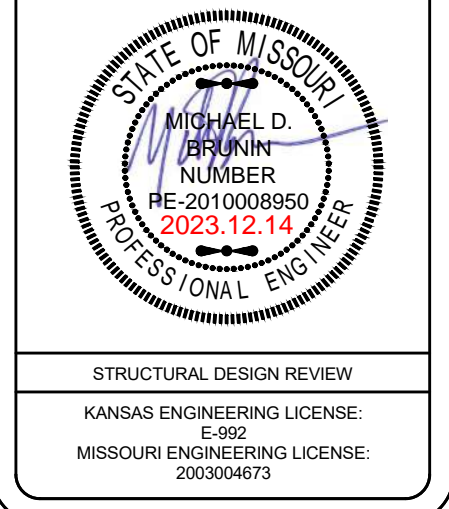 STATE OF MISSOURI
MICHAEL D.
BRUNIN
NUMBER
PE-2010008950
2023.12.14
PROFESSIONAL ENGINEER
STRUCTURAL DESIGN REVIEW
KANSAS ENGINEERING LICENSE:
E-992
MISSOURI ENGINEERING LICENSE:
2003004673